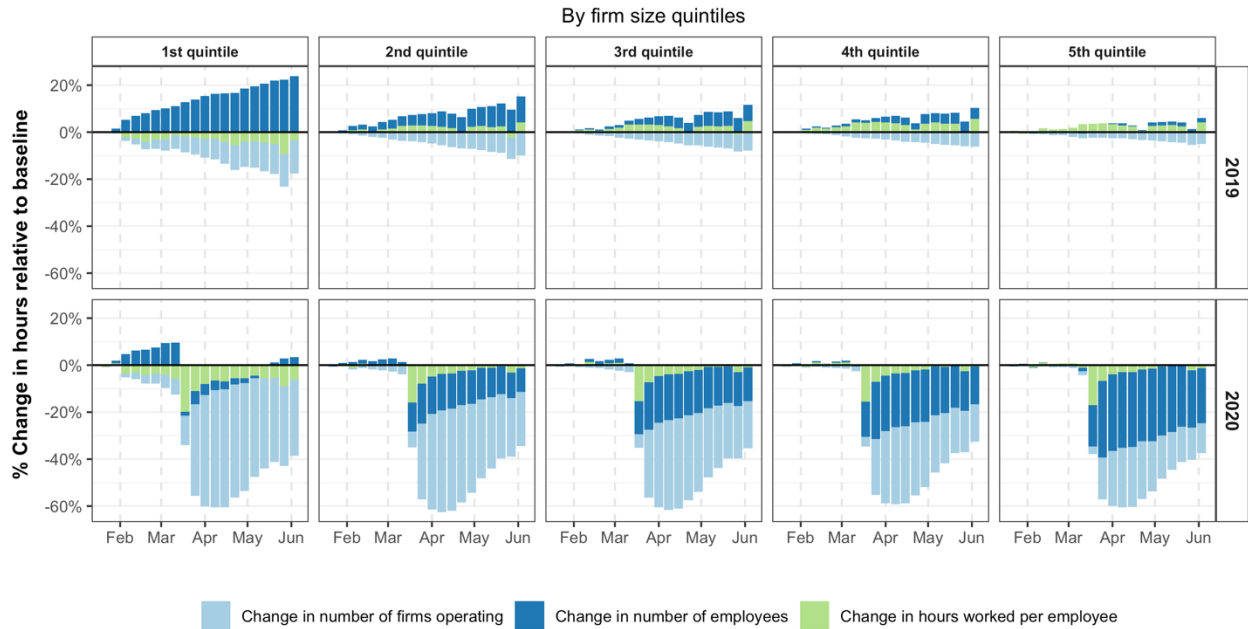 By firm size quintiles
1st quintile
2nd quintile
3rd quintile
4th quintile
5th quintile
% Change in hours relative to baseline
20%
0%
-20%
-40%
-60%
2019
20%
0%
-20%
-40%
-60%
2020
Feb Mar Apr May Jun
Feb Mar Apr May Jun
Feb Mar Apr May Jun
Feb Mar Apr May Jun
Feb Mar Apr May Jun
Change in number of firms operating
Change in number of employees
Change in hours worked per employee